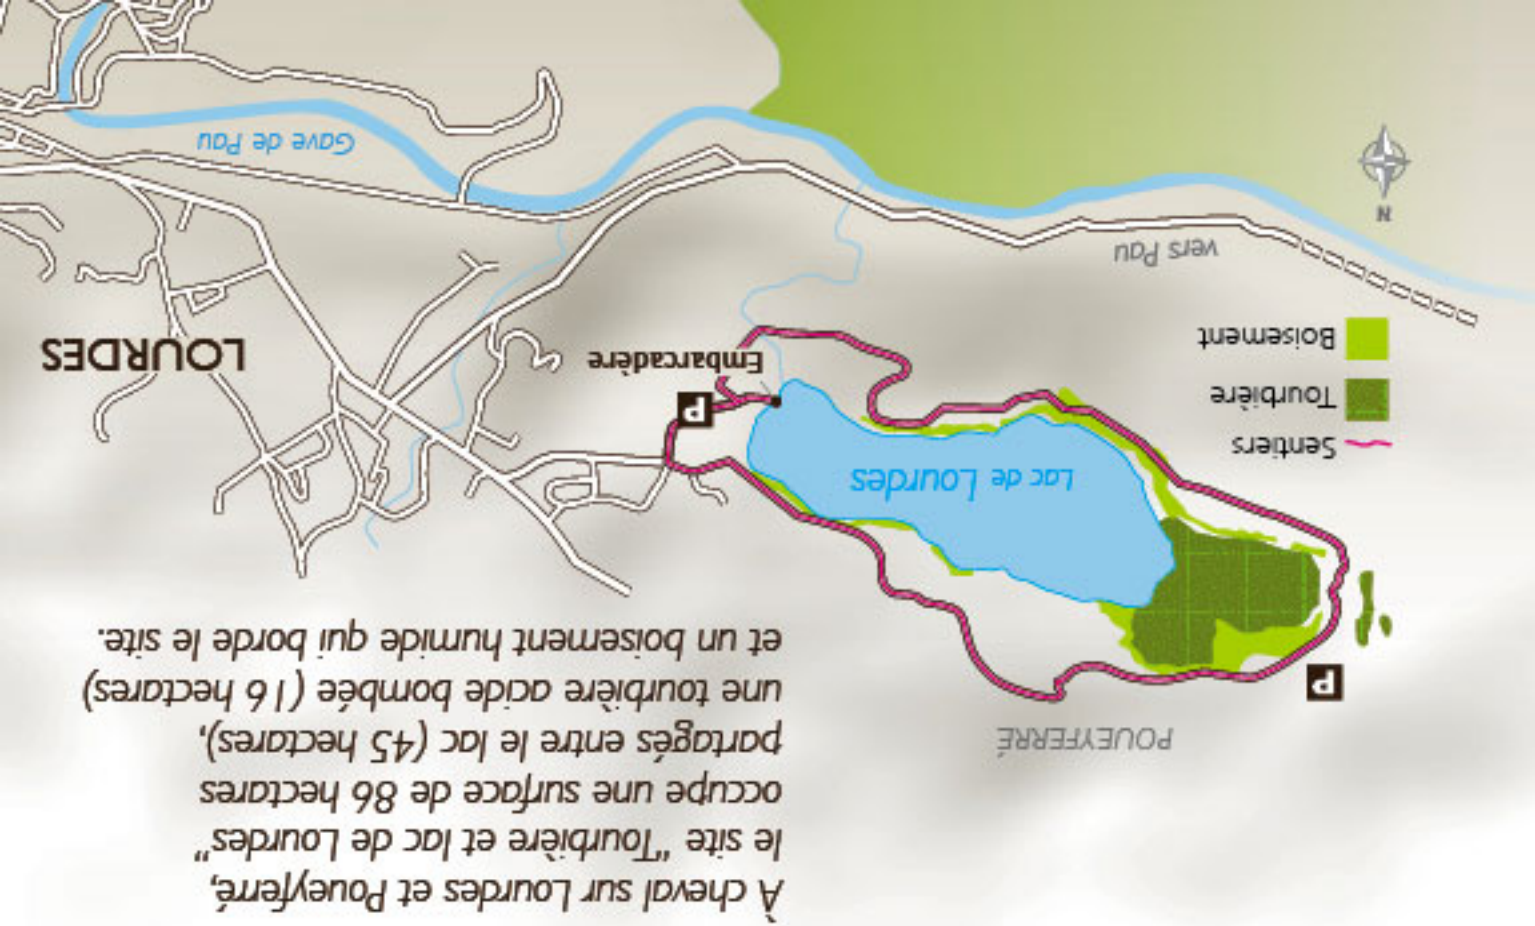 À cheval sur Lourdes et Poueyferré,
le site "Tourbière et lac de Lourdes"
occupe une surface de 86 hectares
partagés entre le lac (45 hectares),
une tourbière acide bombée (16 hectares)
et un boisement humide qui borde le site.
POUEYFERRÉ
P
Lac de Lourdes
Sentiers
Tourbière
Boisement
P
Embarcadère
LOURDES
vers Pau
N
Gave de Pau